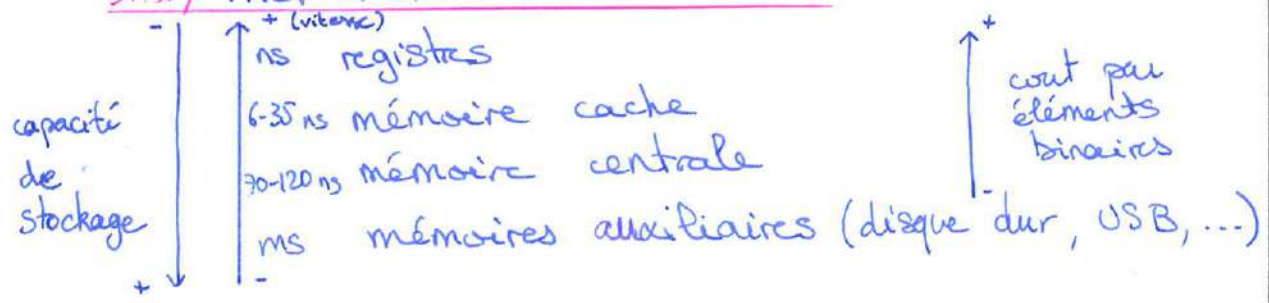 - + (vitesse)
ns registres
6-35 ns mémoire cache
70-120 ns mémoire centrale
ms mémoires auxiliaires (disque dur, USB, ...)
+ -
capacité
de
stockage
+
cout par
éléments
binaires
-